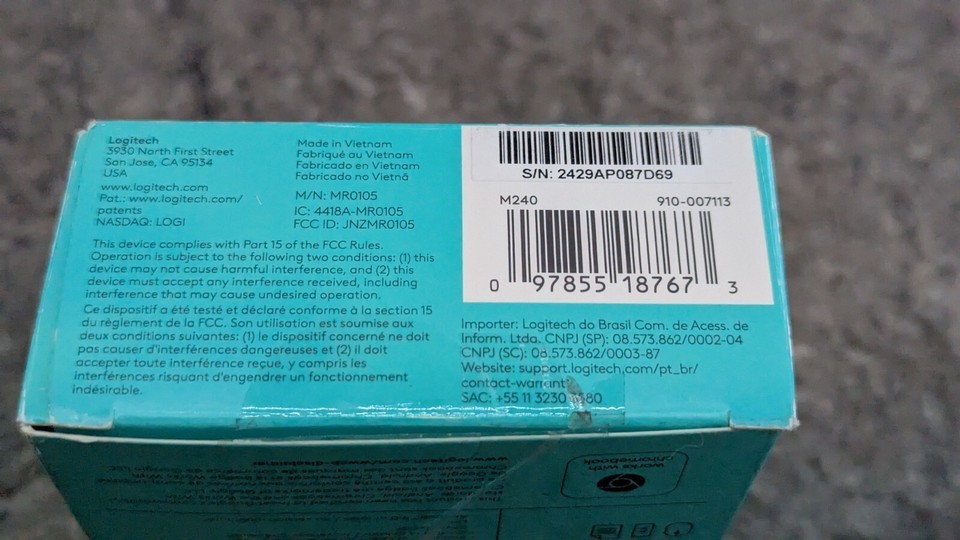 Logitech
3930 North First Street
San Jose, CA 95134
USA
www.logitech.com
Pat.: www.logitech.com/
patents
NASDAQ: LOGI
Made in Vietnam
Fabriqué au Vietnam
Fabricado en Vietnam
Fabricado no Vietnã
M/N: MR0105
IC: 4418A-MR0105
FCC ID: JNZMR0105
This device complies with Part 15 of the FCC Rules.
Operation is subject to the following two conditions: (1) this
device may not cause harmful interference, and (2) this
device must accept any interference received, including
interference that may cause undesired operation.
Ce dispositif a été testé et déclaré conforme à la section 15
du règlement de la FCC. Son utilisation est soumise aux
deux conditions suivantes: (1) le dispositif concerné ne doit
pas causer d'interférences dangereuses et (2) il doit
accepter toute interférence reçue, y compris les
interférences risquant d'engendrer un fonctionnement
indésirable.
S/N: 2429AP087D69
M240 910-007113
0 97855 18767 3
Importer: Logitech do Brasil Com. de Acess. de
Inform. Ltda. CNPJ (SP): 08.573.862/0002-04
CNPJ (SC): 08.573.862/0003-87
Website: support.logitech.com/pt_br/
contact-warranty
SAC: +55 11 3230
works with
chromebook